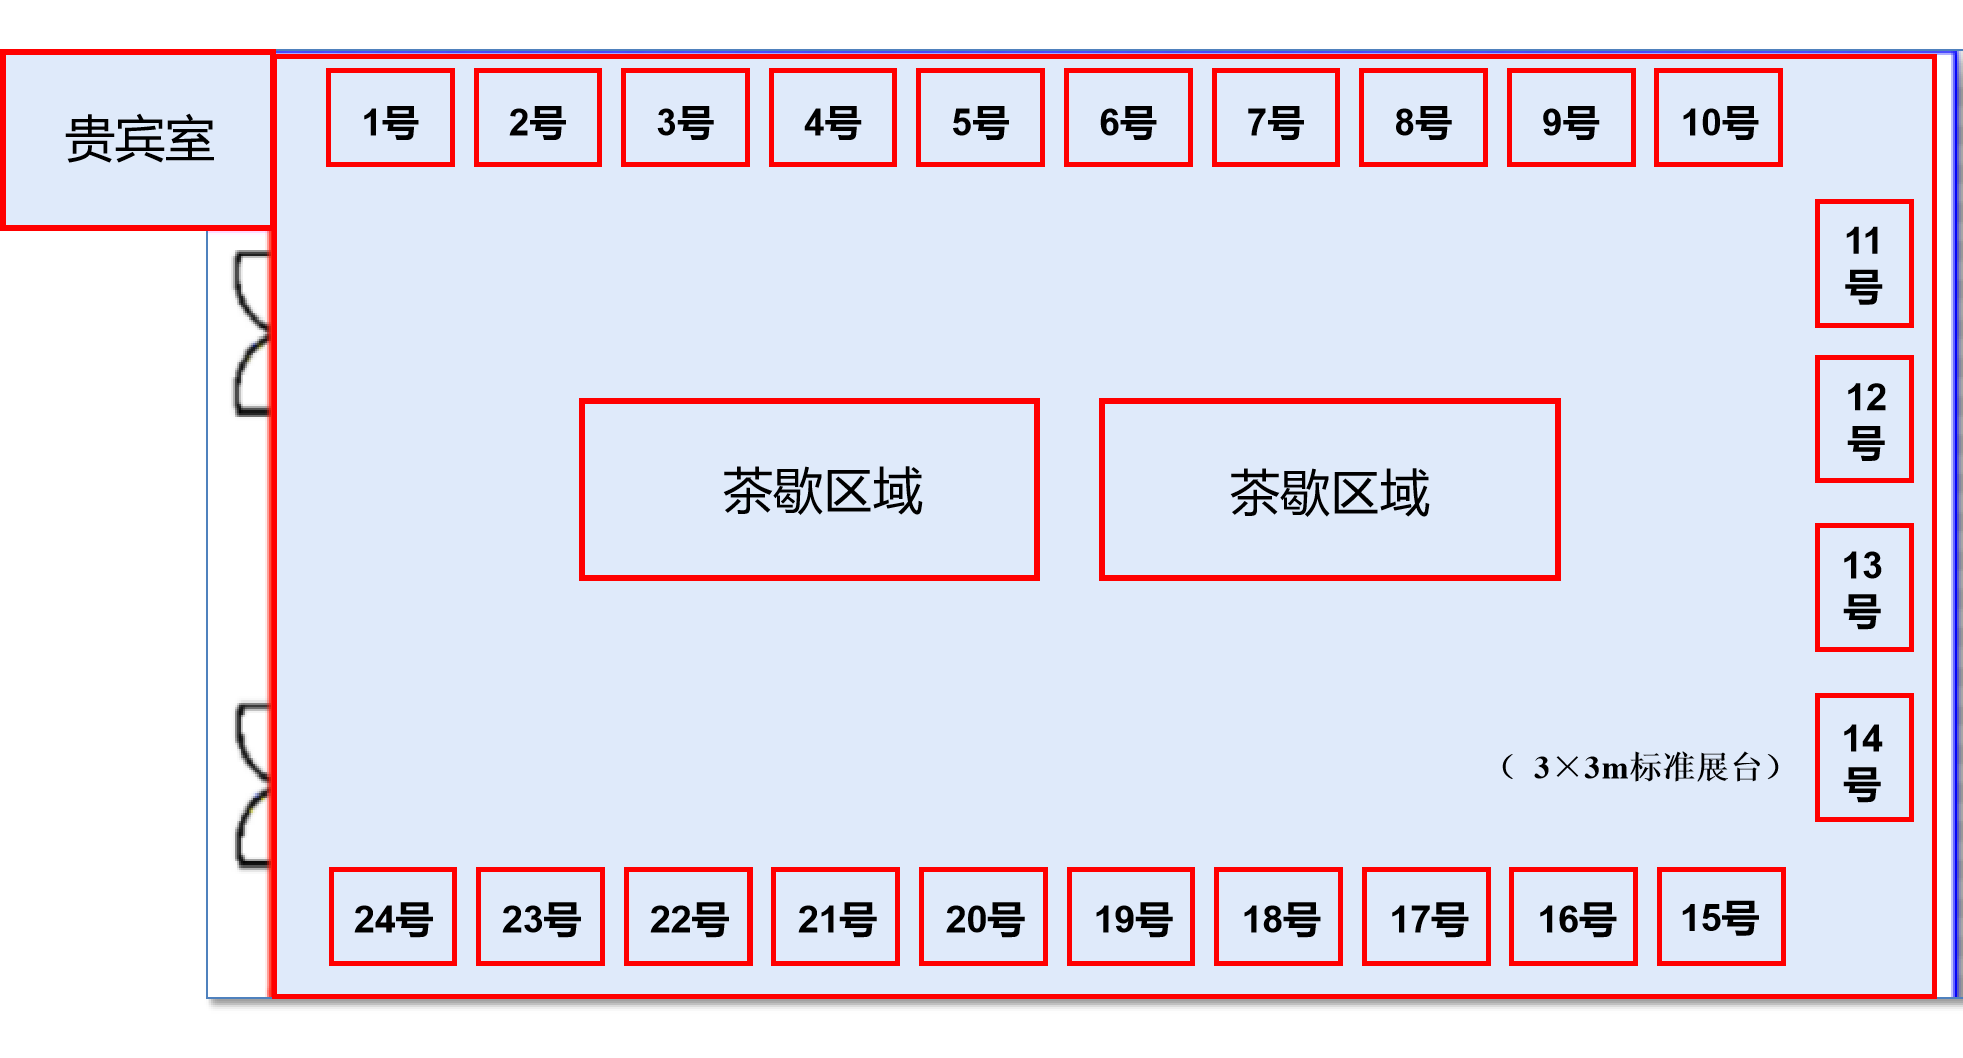 贵宾室
1号
2号
3号
4号
5号
6号
7号
8号
9号
10号
11
号
12
号
13
号
14
号
茶歇区域
茶歇区域
（ 3×3m标准展台）
24号
23号
22号
21号
20号
19号
18号
17号
16号
15号